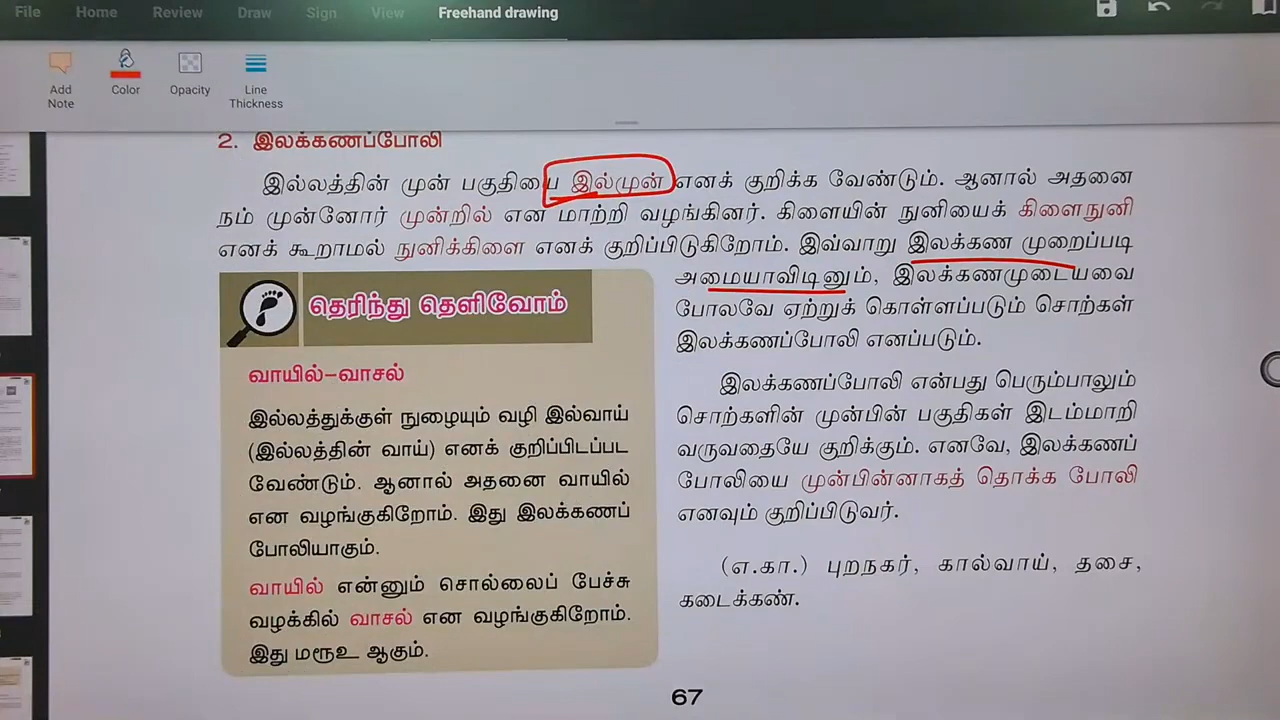 File Home Review Draw Sign View Freehand drawing
Add Note
Color
Opacity
Line Thickness
2. இலக்கணப்போலி
இல்லத்தின் முன் பகுதியை இல்முன் எனக் குறிக்க வேண்டும். ஆனால் அதனை
நம் முன்னோர் முன்றில் என மாற்றி வழங்கினர். கிளையின் நுனியைக் கிளைநுனி
எனக் கூறாமல் நுனிக்கிளை எனக் குறிப்பிடுகிறோம். இவ்வாறு இலக்கண முறைப்படி
அமையாவிடினும், இலக்கணமுடையவை
போலவே ஏற்றுக் கொள்ளப்படும் சொற்கள்
இலக்கணப்போலி எனப்படும்.
இலக்கணப்போலி என்பது பெரும்பாலும்
சொற்களின் முன்பின் பகுதிகள் இடம்மாறி
வருவதையே குறிக்கும். எனவே, இலக்கணப்
போலியை முன்பின்னாகத் தொக்க போலி
எனவும் குறிப்பிடுவர்.
(எ.கா.) புறநகர், கால்வாய், தசை,
கடைக்கண்.
தெரிந்து தெளிவோம்
வாயில்–வாசல்
இல்லத்துக்குள் நுழையும் வழி இல்வாய்
(இல்லத்தின் வாய்) எனக் குறிப்பிடப்பட
வேண்டும். ஆனால் அதனை வாயில்
என வழங்குகிறோம். இது இலக்கணப்
போலியாகும்.
வாயில் என்னும் சொல்லைப் பேச்சு
வழக்கில் வாசல் என வழங்குகிறோம்.
இது மரூஉ ஆகும்.
67